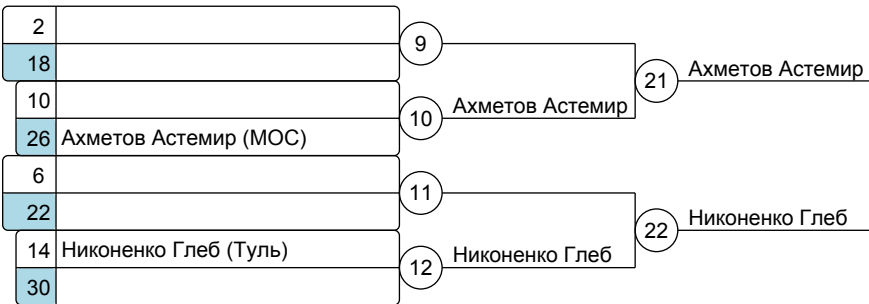 2
9
18
21 Ахметов Астемир
10
10 Ахметов Астемир
26 Ахметов Астемир (МОС)
6
11
22
22 Никоненко Глеб
14 Никоненко Глеб (Туль)
12 Никоненко Глеб
30